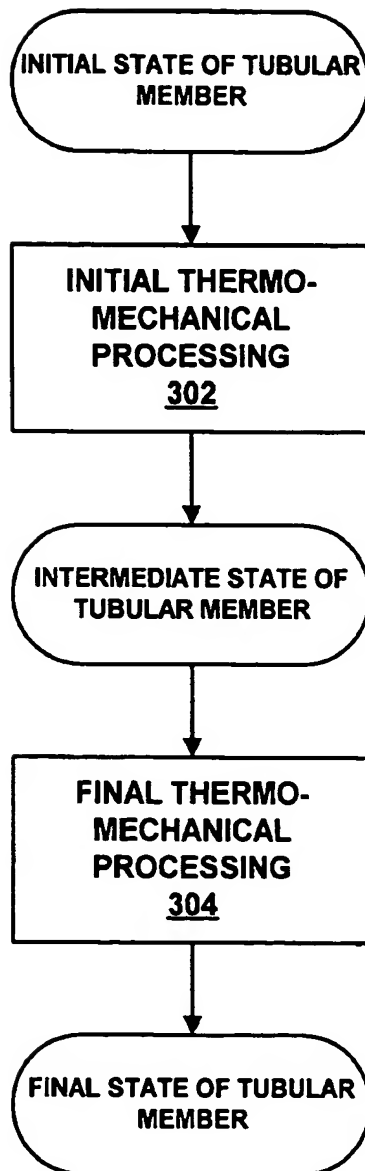 INITIAL STATE OF TUBULAR
MEMBER
INITIAL THERMO-
MECHANICAL
PROCESSING
302
INTERMEDIATE STATE OF
TUBULAR MEMBER
FINAL THERMO-
MECHANICAL
PROCESSING
304
FINAL STATE OF TUBULAR
MEMBER